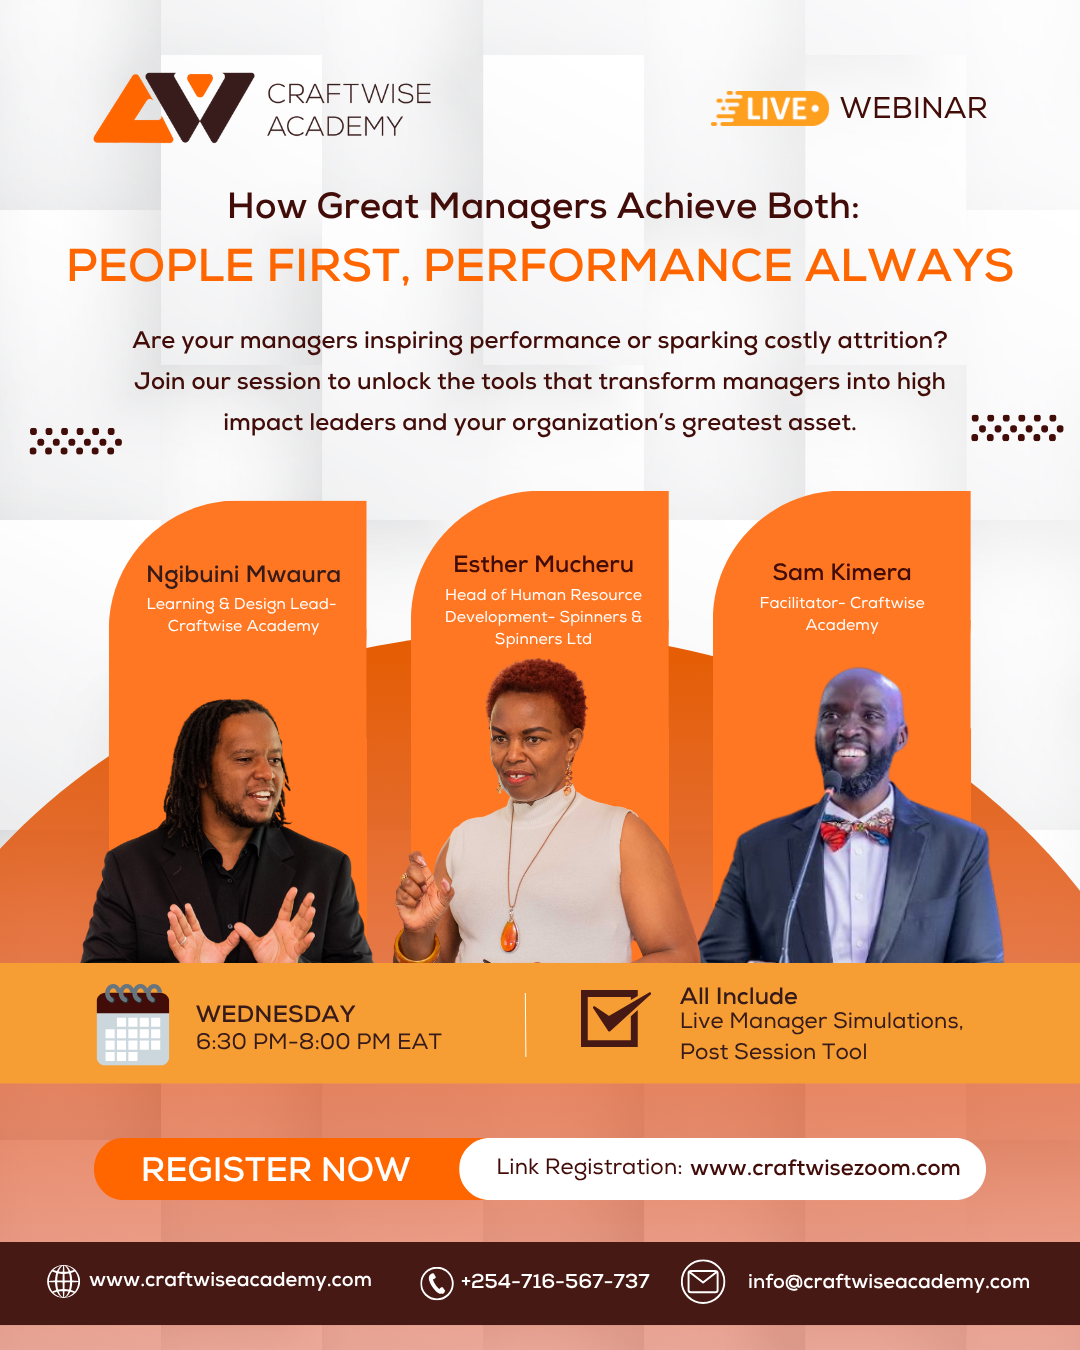 CRAFTWISE
ACADEMY
LIVE
WEBINAR
How Great Managers Achieve Both:
PEOPLE FIRST, PERFORMANCE ALWAYS
Are your managers inspiring performance or sparking costly attrition?
Join our session to unlock the tools that transform managers into high
impact leaders and your organization's greatest asset.
Ngibuini Mwaura
Learning & Design Lead-
Craftwise Academy
Esther Mucheru
Head of Human Resource
Development- Spinners &
Spinners Ltd
Sam Kimera
Facilitator- Craftwise
Academy
WEDNESDAY
6:30 PM-8:00 PM EAT
All Include
Live Manager Simulations,
Post Session Tool
REGISTER NOW
Link Registration: www.craftwisezoom.com
www.craftwiseacademy.com
+254-716-567-737
info@craftwiseacademy.com